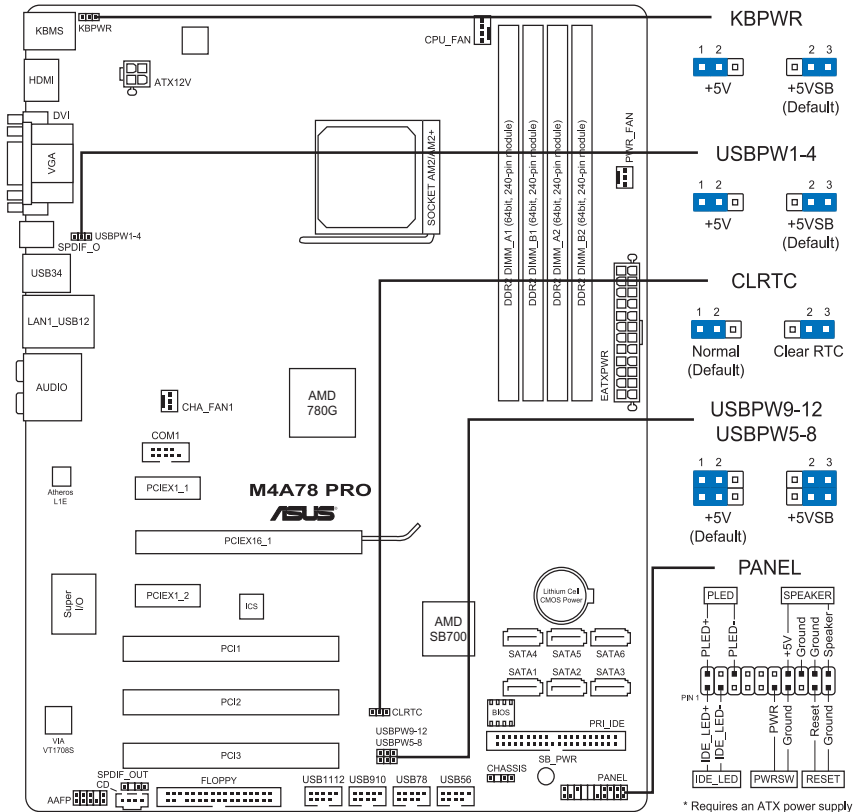 KBMS
KBPWR
HDMI
DVI
VGA
ATX12V
CPU_FAN
SOCKET AM2/AM2+
DDR2 DIMM_A1 (64bit, 240-pin module)
DDR2 DIMM_B1 (64bit, 240-pin module)
DDR2 DIMM_A2 (64bit, 240-pin module)
DDR2 DIMM_B2 (64bit, 240-pin module)
PWR_FAN
USBPW1-4
SPDIF_O
USB34
LAN1_USB12
AUDIO
EATXPWR
CHA_FAN1
AMD
780G
COM1
Atheros
L1E
PCIEX1_1
M4A78 PRO
ASUS
PCIEX16_1
Super
I/O
PCIEX1_2
ICS
AMD
SB700
Lithium Cell
CMOS Power
SATA4
SATA5
SATA6
SATA1
SATA2
SATA3
PCI1
PCI2
PCI3
CLRTC
USBPW9-12
USBPW5-8
BIOS
PRI_IDE
VIA
VT1708S
SPDIF_OUT
CD
AAFP
FLOPPY
USB1112
USB910
USB78
USB56
CHASSIS
SB_PWR
PANEL
KBPWR
1 2
2 3
+5V
+5VSB
(Default)
USBPW1-4
1 2
2 3
+5V
+5VSB
(Default)
CLRTC
1 2
2 3
Normal
(Default)
Clear RTC
USBPW9-12
USBPW5-8
1 2
2 3
+5V
(Default)
+5VSB
PANEL
PLED
SPEAKER
PLED+
PLED-
+5V
Ground
Ground
Speaker
PIN 1
IDE_LED+
IDE_LED-
PWR
Ground
Reset
Ground
IDE_LED
PWRSW
RESET
* Requires an ATX power supply